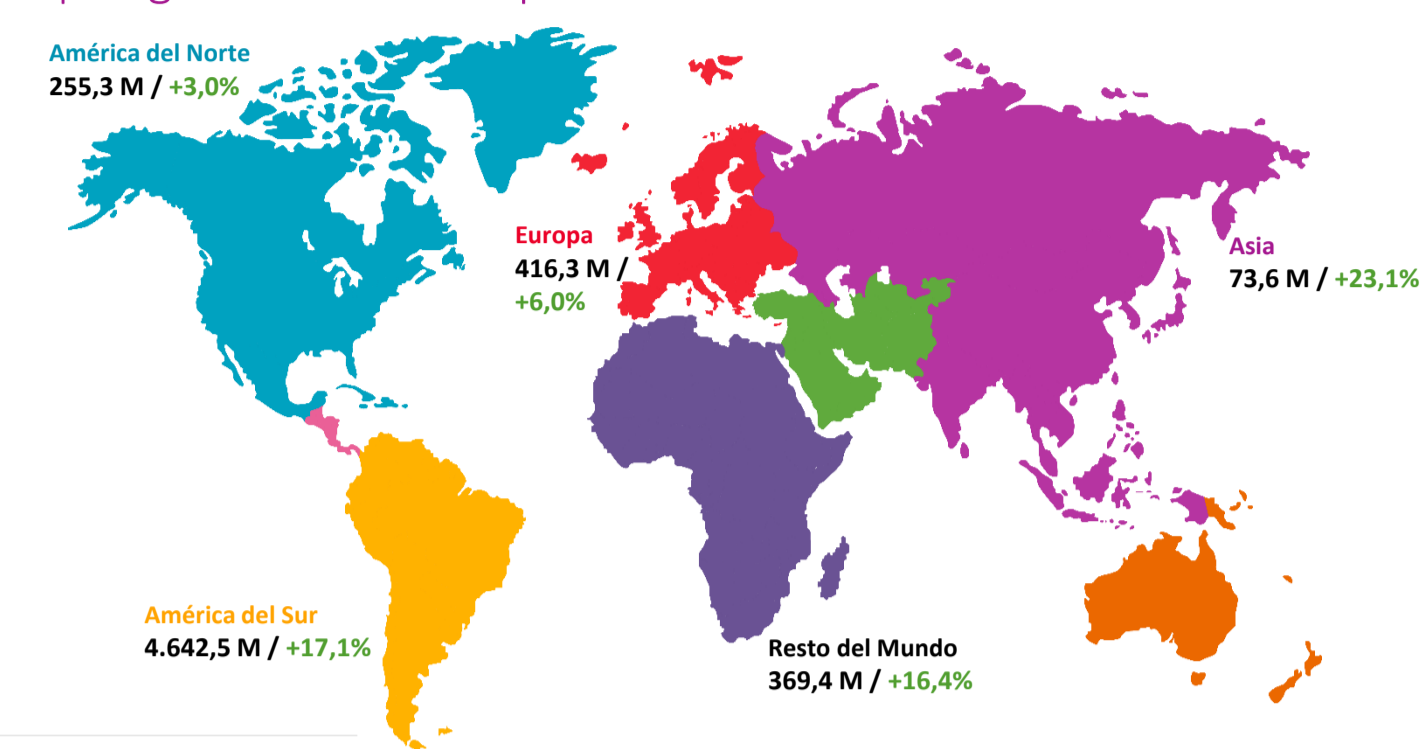 América del Norte
255,3 M / +3,0%
Europa
416,3 M /
+6,0%
Asia
73,6 M / +23,1%
América del Sur
4.642,5 M / +17,1%
Resto del Mundo
369,4 M / +16,4%